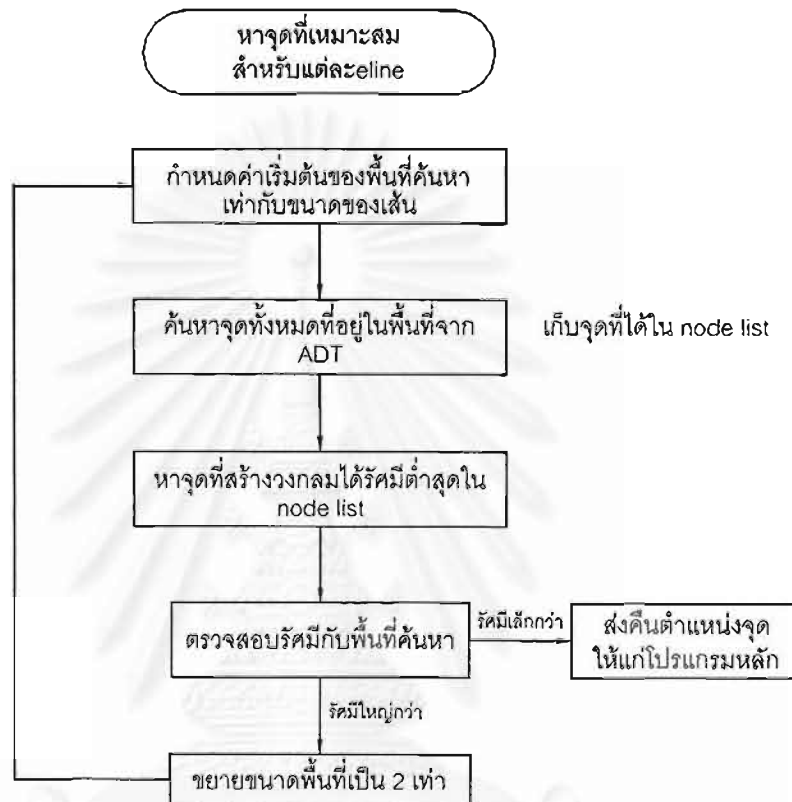 หาจุดที่เหมาะสม
สำหรับแต่ละeline
กำหนดค่าเริ่มต้นของพื้นที่ค้นหา
เท่ากับขนาดของเส้น
ค้นหาจุดทั้งหมดที่อยู่ในพื้นที่จาก
ADT
เก็บจุดที่ได้ใน node list
หาจุดที่สร้างวงกลมได้รัศมีต่ำสุดใน
node list
ตรวจสอบรัศมีกับพื้นที่ค้นหา
รัศมีเล็กกว่า
ส่งคืนตำแหน่งจุด
ให้แก่โปรแกรมหลัก
รัศมีใหญ่กว่า
ขยายขนาดพื้นที่เป็น 2 เท่า